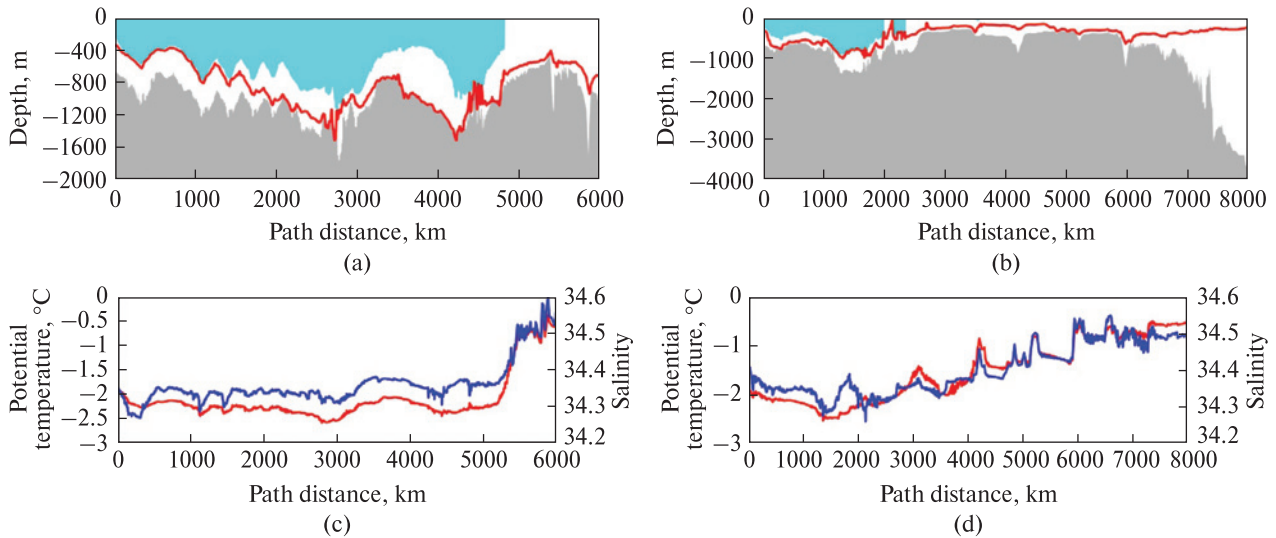 0
−400
−800
−1200
−1600
−2000
Depth, m
0 1000 2000 3000 4000 5000 6000
Path distance, km
(a)
0
−1000
−2000
−3000
−4000
Depth, m
0 1000 2000 3000 4000 5000 6000 7000 8000
Path distance, km
(b)
0
−0.5
−1
−1.5
−2
−2.5
−3
Potential
temperature, °C
34.6
34.5
34.4
34.3
34.2
Salinity
0 1000 2000 3000 4000 5000 6000
Path distance, km
(c)
0
−1
−2
−3
Potential
temperature, °C
34.6
34.5
34.4
34.3
34.2
Salinity
0 1000 2000 3000 4000 5000 6000 7000 8000
Path distance, km
(d)